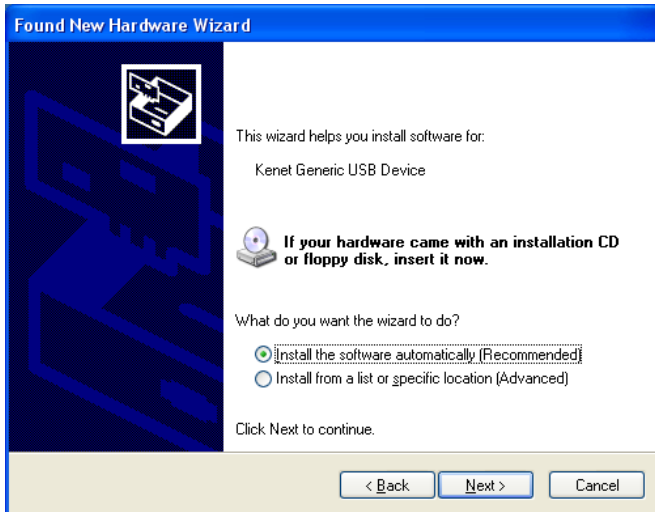 Found New Hardware Wizard
This wizard helps you install software for:
Kenet Generic USB Device
If your hardware came with an installation CD
or floppy disk, insert it now.
What do you want the wizard to do?
Install the software automatically (Recommended)
Install from a list or specific location (Advanced)
Click Next to continue.
< Back
Next >
Cancel